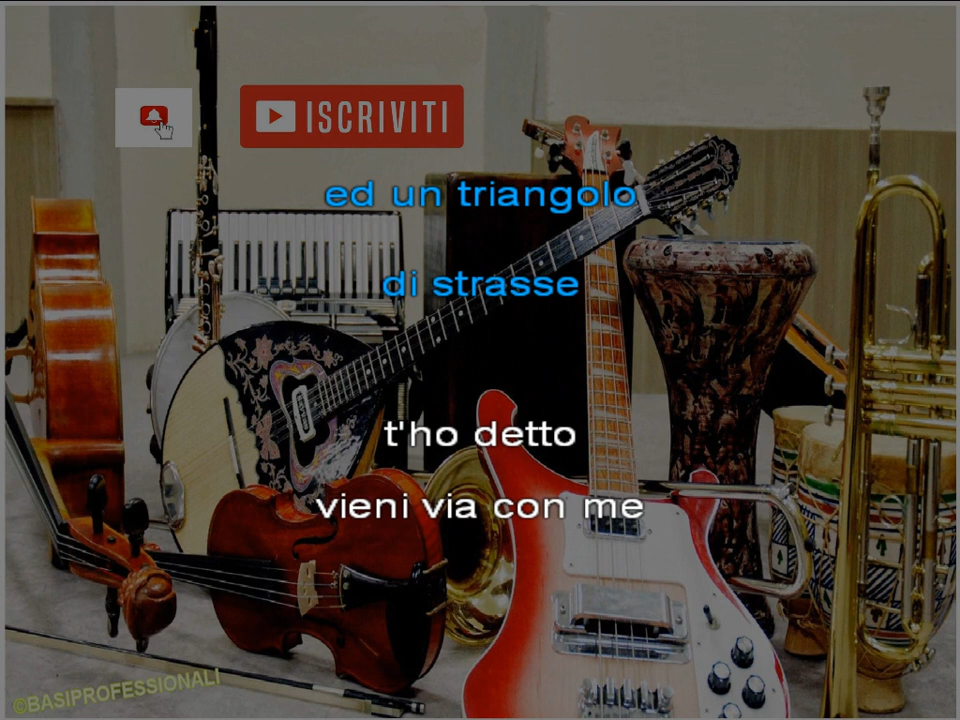 ISCRIVITI
ed un triangolo
di strasse
t'ho detto
vieni via con me
©BASIPROFESSIONALI